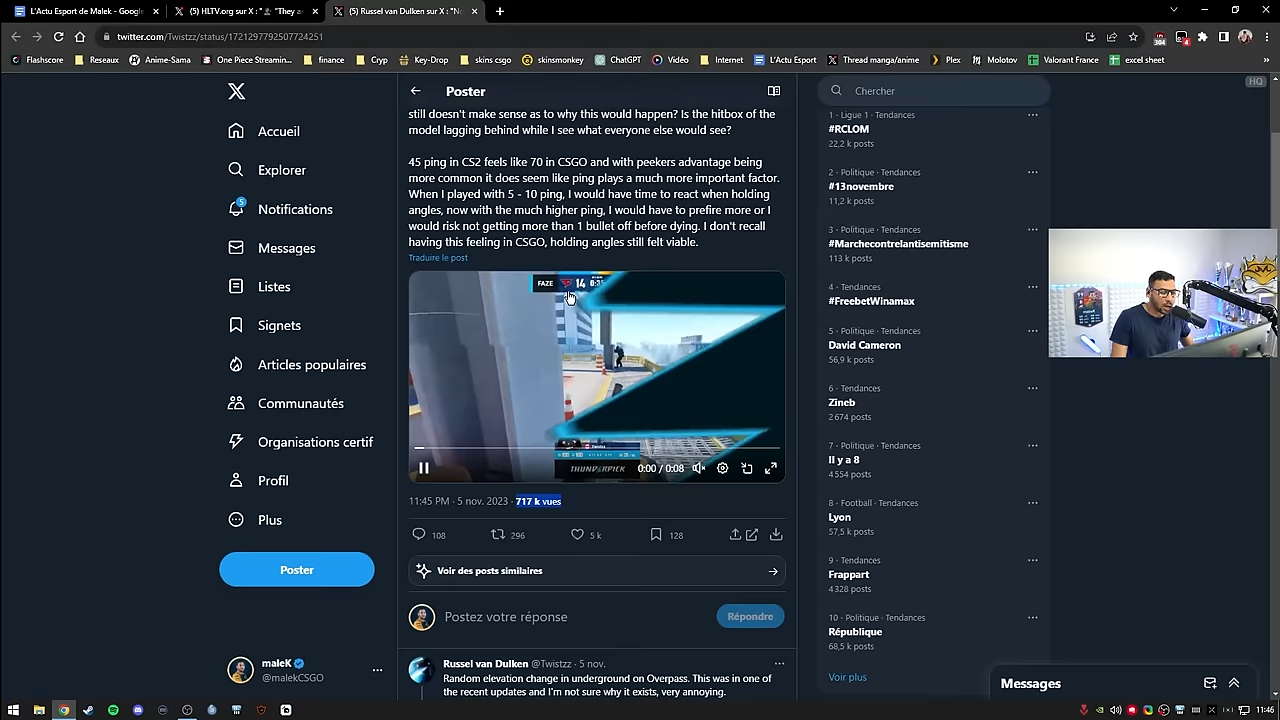 L'Actu Esport de Malek - Google
(5) HLTV.org sur X : "
(5) Russel van Dulken sur X : "N
twitter.com/Twistzz/status/1721297792507724251
Flashscore
Reseaux
Anime-Sama
One Piece Streamin...
finance
Cryp
Key-Drop
skins csgo
skinsmonkey
ChatGPT
Vidéo
Internet
L'Actu Esport
Thread manga/anime
Plex
Molotov
Valorant France
excel sheet
HQ
Accueil
Explorer
5
Notifications
Messages
Listes
Signets
Articles populaires
Communautés
Organisations certif
Profil
Plus
Poster
maleK
@malekCSGO
Poster
still doesn't make sense as to why this would happen? Is the hitbox of the
model lagging behind while I see what everyone else would see?
45 ping in CS2 feels like 70 in CSGO and with peekers advantage being
more common it does seem like ping plays a much more important factor.
When I played with 5 - 10 ping, I would have time to react when holding
angles, now with the much higher ping, I would have to prefire more or I
would risk not getting more than 1 bullet off before dying. I don't recall
having this feeling in CSGO, holding angles still felt viable.
Traduire le post
FAZE 14
Twistzz
THUNDERPICK
0:00 / 0:08
11:45 PM · 5 nov. 2023 · 717 k vues
108 296 5 k 128
Voir des posts similaires
Postez votre réponse
Répondre
Russel van Dulken @Twistzz · 5 nov.
Random elevation change in underground on Overpass. This was in one of
the recent updates and I'm not sure why it exists, very annoying.
Chercher
1 · Ligue 1 · Tendances
#RCLOM
22,2 k posts
2 · Politique · Tendances
#13novembre
11,2 k posts
3 · Politique · Tendances
#Marchecontrelantisemitisme
113 k posts
4 · Tendances
#FreebetWinamax
5 · Politique · Tendances
David Cameron
56,9 k posts
6 · Tendances
Zineb
2 674 posts
7 · Politique · Tendances
Il y a 8
4 554 posts
8 · Football · Tendances
Lyon
57,5 k posts
9 · Tendances
Frappart
4 328 posts
10 · Politique · Tendances
République
68,5 k posts
Voir plus
Messages
11:46